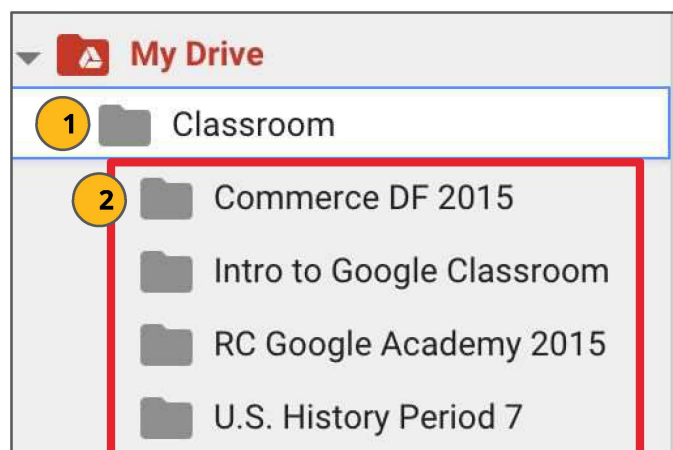 My Drive
1 Classroom
2 Commerce DF 2015
Intro to Google Classroom
RC Google Academy 2015
U.S. History Period 7